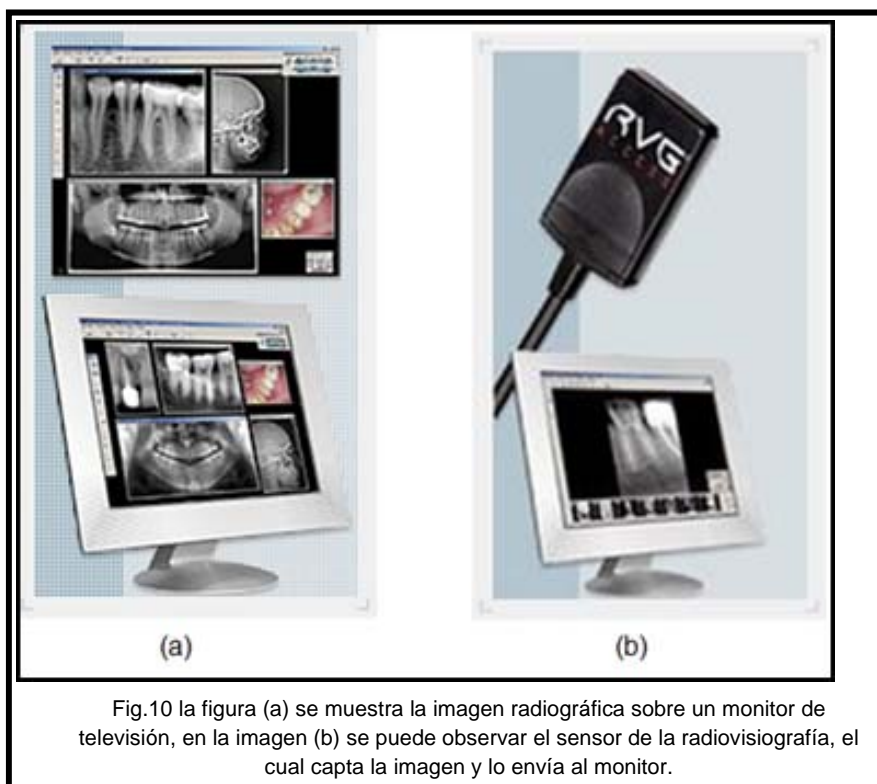 RVG
(a)
(b)
Fig.10 la figura (a) se muestra la imagen radiográfica sobre un monitor de
televisión, en la imagen (b) se puede observar el sensor de la radiovisiografía, el
cual capta la imagen y lo envía al monitor.